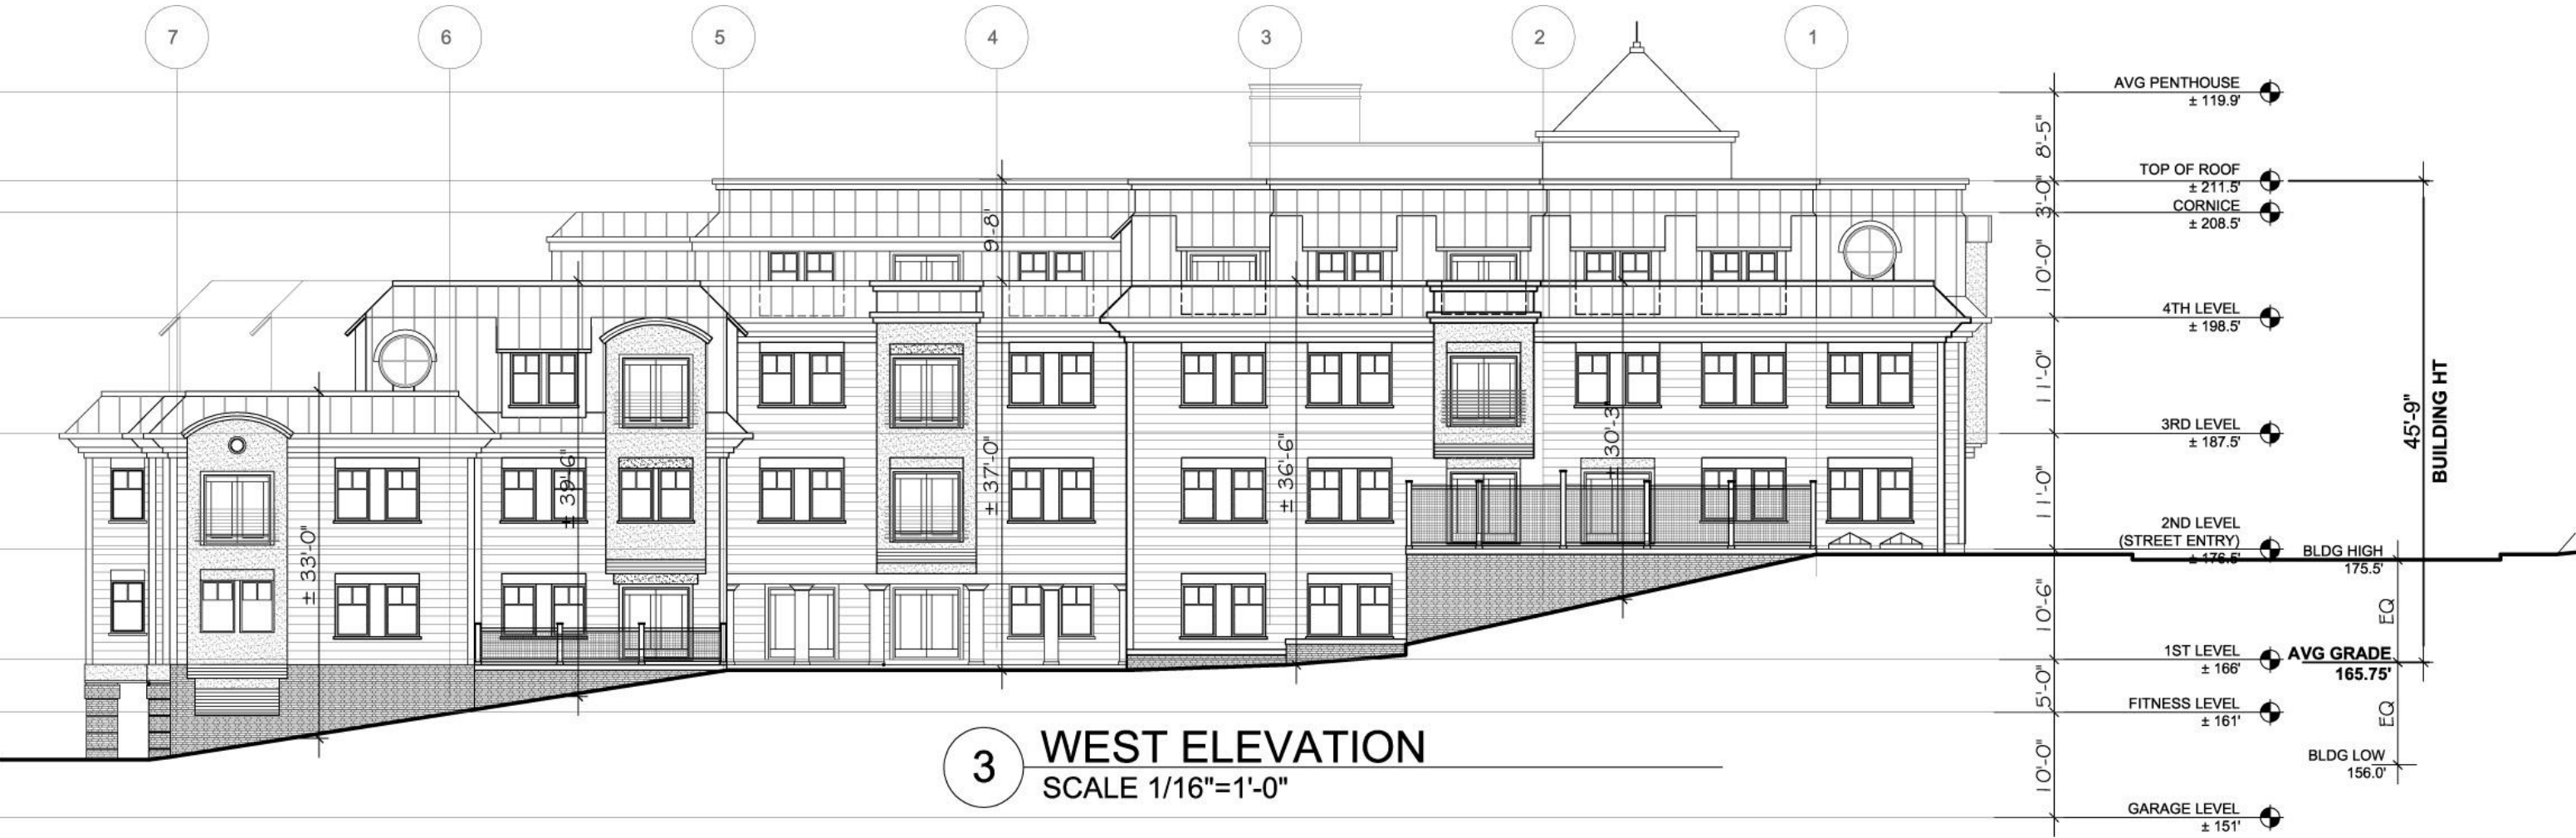 7
6
5
4
3
2
1
AVG PENTHOUSE
± 119.9'
8'-5"
TOP OF ROOF
± 211.5'
3'-0"
CORNICE
± 208.5'
9'-8"
10'-0"
4TH LEVEL
± 198.5'
11'-0"
45'-9"
BUILDING HT
3RD LEVEL
± 187.5'
± 39'-6"
± 37'-0"
± 36'-6"
± 30'-3"
11'-0"
± 33'-0"
2ND LEVEL
(STREET ENTRY)
± 176.5'
BLDG HIGH
175.5'
10'-6"
EQ
1ST LEVEL
± 166'
AVG GRADE
165.75'
5'-0"
FITNESS LEVEL
± 161'
EQ
BLDG LOW
156.0'
10'-0"
GARAGE LEVEL
± 151'
3
WEST ELEVATION
SCALE 1/16"=1'-0"